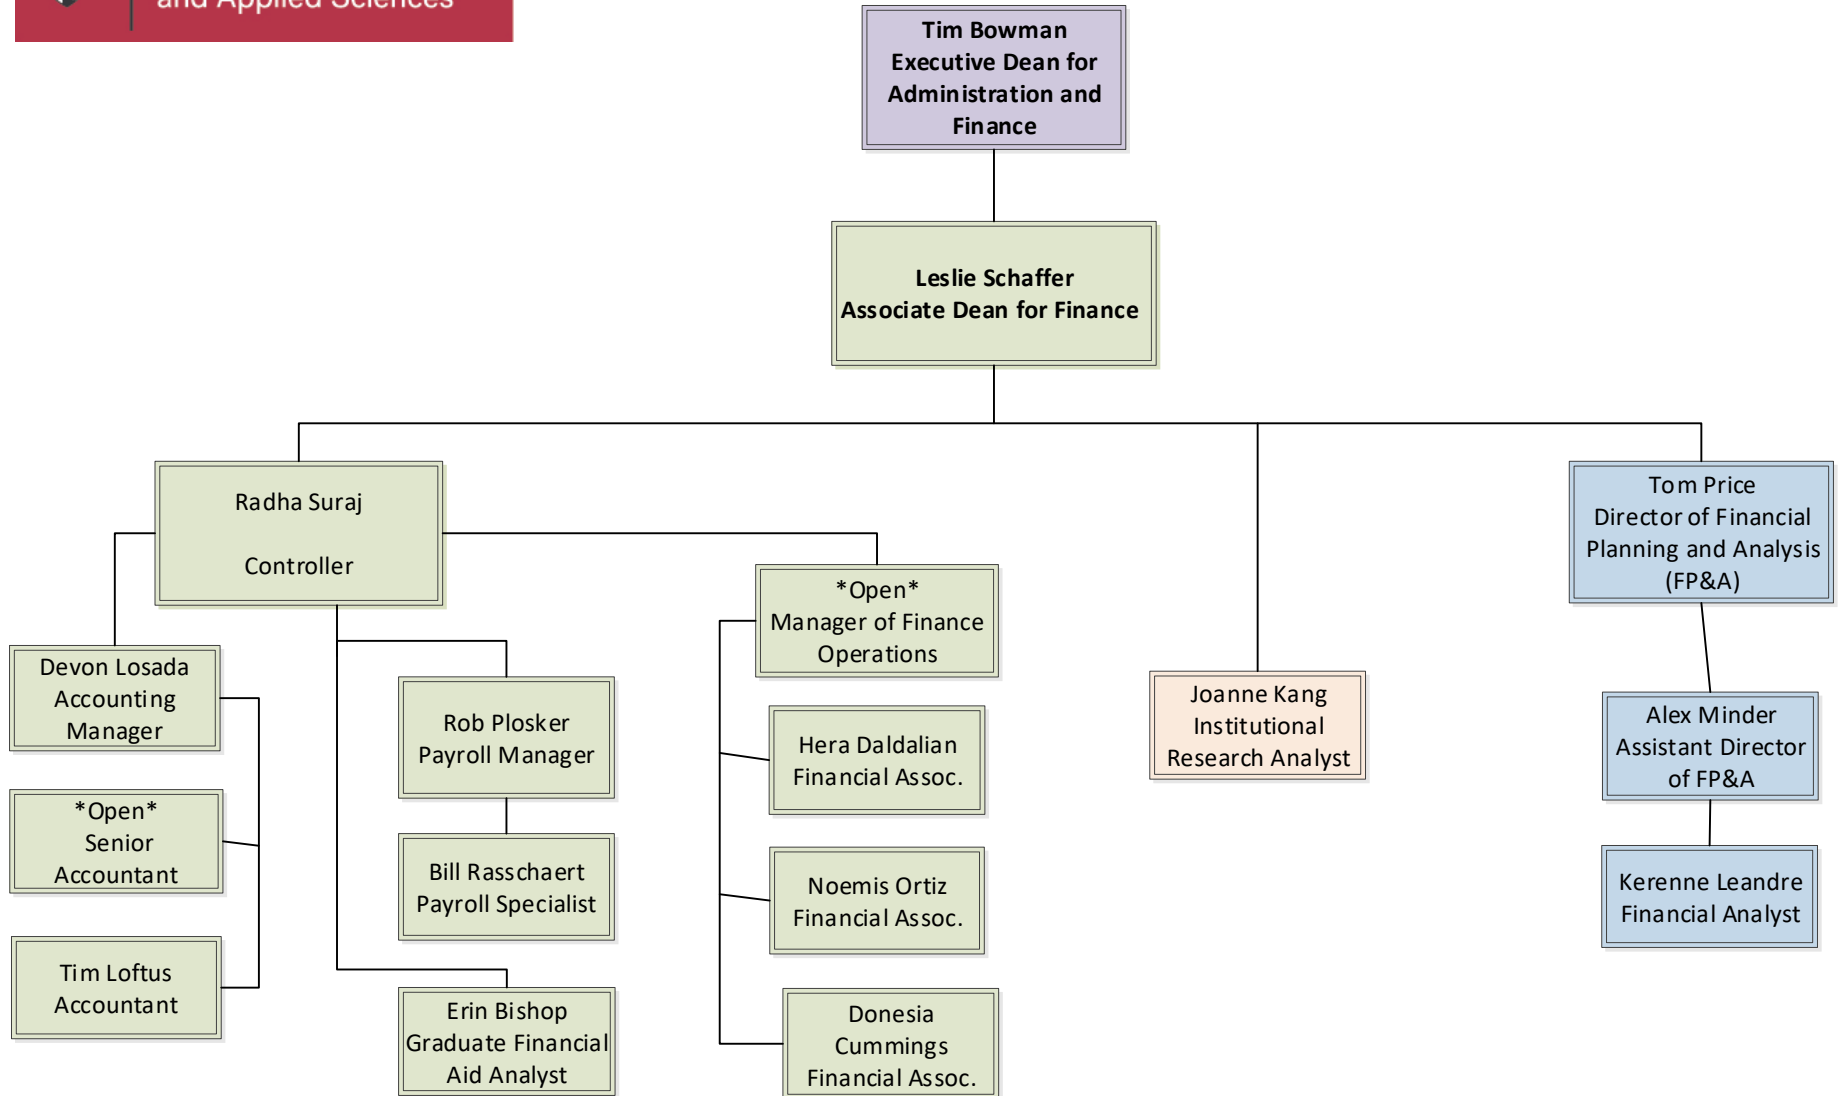 and Applied Sciences
Tim Bowman
Executive Dean for
Administration and
Finance
Leslie Schaffer
Associate Dean for Finance
Radha Suraj
Controller
Tom Price
Director of Financial
Planning and Analysis
(FP&A)
*Open*
Manager of Finance
Operations
Devon Losada
Accounting
Manager
Rob Plosker
Payroll Manager
Hera Daldalian
Financial Assoc.
Joanne Kang
Institutional
Research Analyst
Alex Minder
Assistant Director
of FP&A
*Open*
Senior
Accountant
Bill Rasschaert
Payroll Specialist
Noemis Ortiz
Financial Assoc.
Kerenne Leandre
Financial Analyst
Tim Loftus
Accountant
Erin Bishop
Graduate Financial
Aid Analyst
Donesia
Cummings
Financial Assoc.